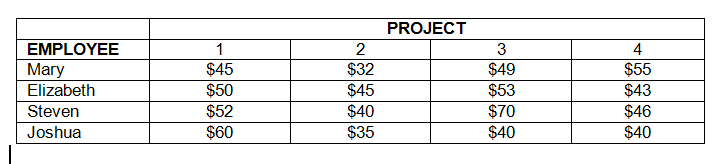 PROJECT
EMPLOYEE 1 2 3 4
Mary $45 $32 $49 $55
Elizabeth $50 $45 $53 $43
Steven $52 $40 $70 $46
Joshua $60 $35 $40 $40